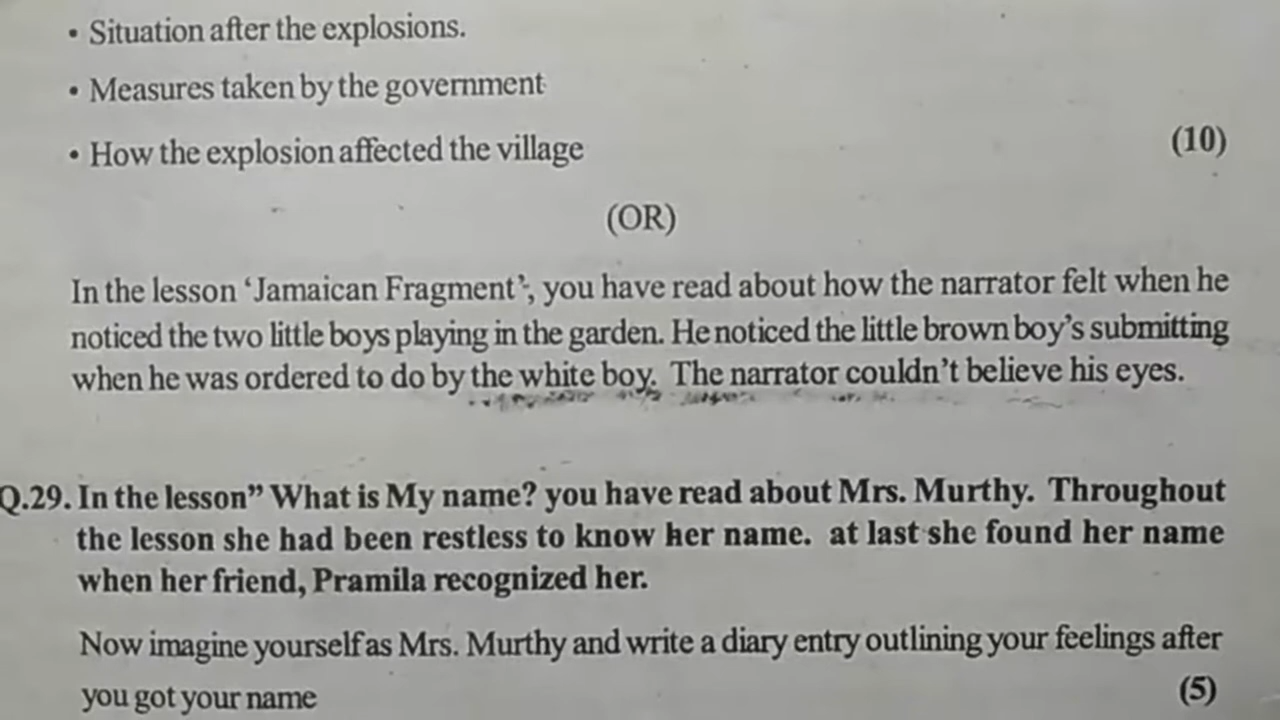 • Situation after the explosions.
• Measures taken by the government
• How the explosion affected the village (10)
(OR)
In the lesson ‘Jamaican Fragment’, you have read about how the narrator felt when he
noticed the two little boys playing in the garden. He noticed the little brown boy’s submitting
when he was ordered to do by the white boy. The narrator couldn’t believe his eyes.
Q.29. In the lesson” What is My name? you have read about Mrs. Murthy. Throughout
the lesson she had been restless to know her name. at last she found her name
when her friend, Pramila recognized her.
Now imagine yourself as Mrs. Murthy and write a diary entry outlining your feelings after
you got your name (5)